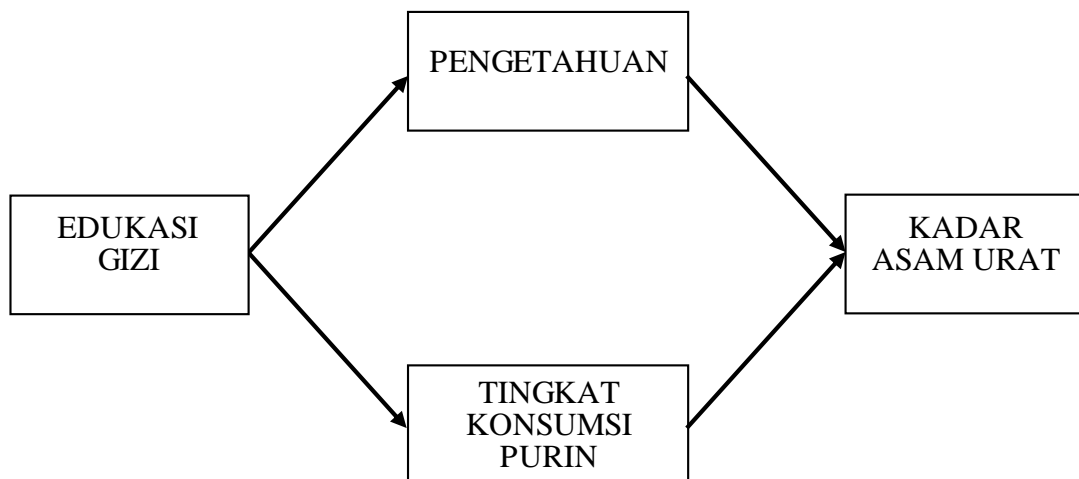 PENGETAHUAN
EDUKASI
GIZI
KADAR
ASAM URAT
TINGKAT
KONSUMSI
PURIN